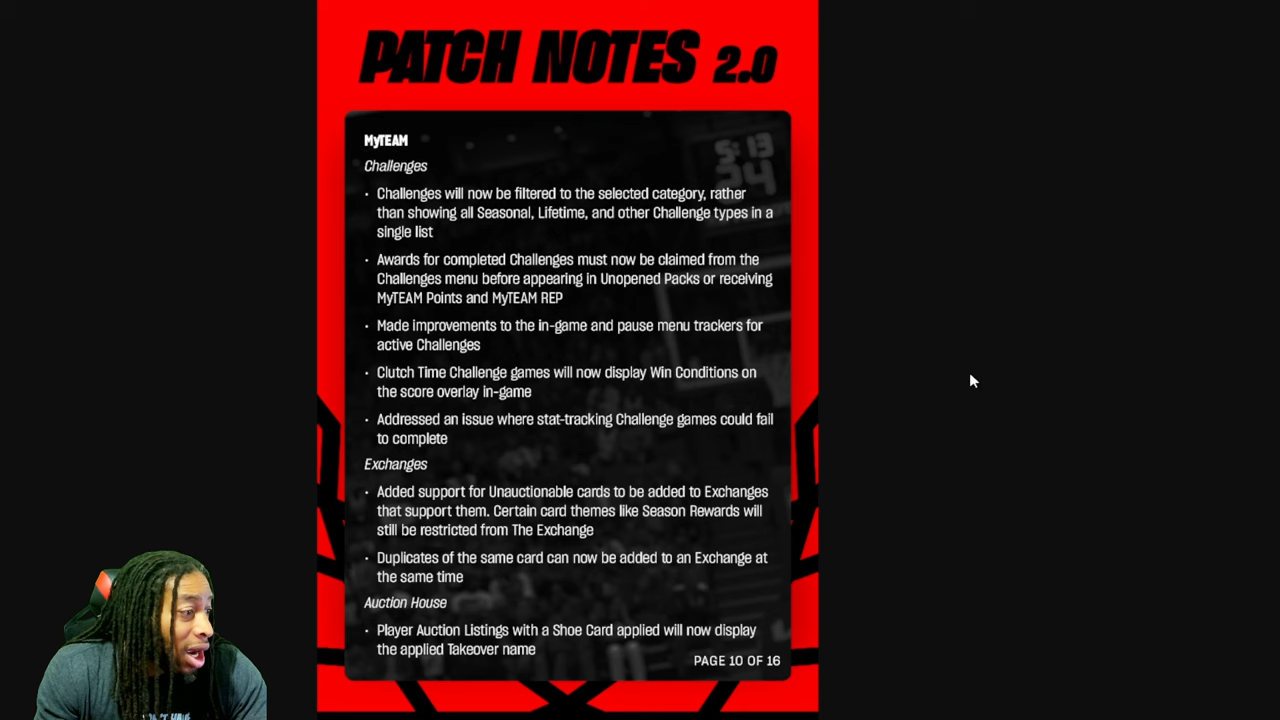 PATCH NOTES 2.0
MyTEAM
Challenges
• Challenges will now be filtered to the selected category, rather
than showing all Seasonal, Lifetime, and other Challenge types in a
single list
• Awards for completed Challenges must now be claimed from the
Challenges menu before appearing in Unopened Packs or receiving
MyTEAM Points and MyTEAM REP
• Made improvements to the in-game and pause menu trackers for
active Challenges
• Clutch Time Challenge games will now display Win Conditions on
the score overlay in-game
• Addressed an issue where stat-tracking Challenge games could fail
to complete
Exchanges
• Added support for Unauctionable cards to be added to Exchanges
that support them. Certain card themes like Season Rewards will
still be restricted from The Exchange
• Duplicates of the same card can now be added to an Exchange at
the same time
Auction House
• Player Auction Listings with a Shoe Card applied will now display
the applied Takeover name
PAGE 10 OF 16